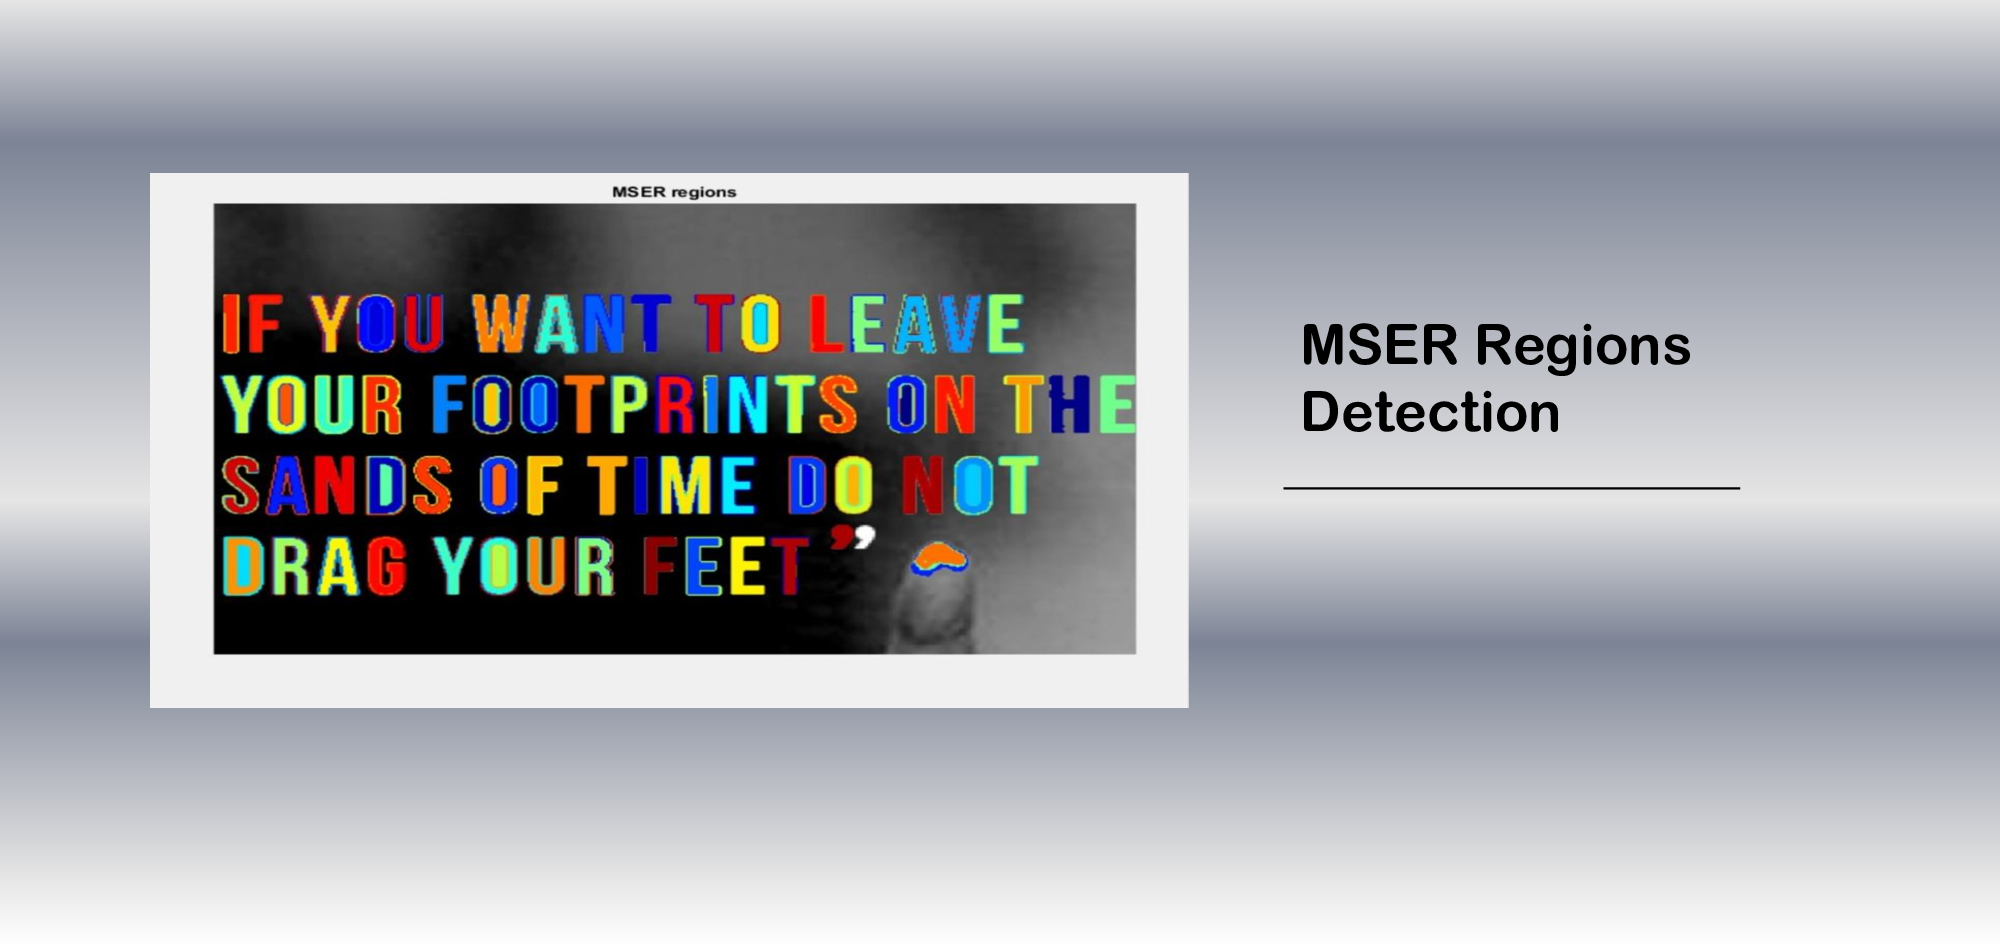 MSER regions
IF YOU WANT TO LEAVE
YOUR FOOTPRINTS ON THE
SANDS OF TIME DO NOT
DRAG YOUR FEET ”
MSER Regions
Detection